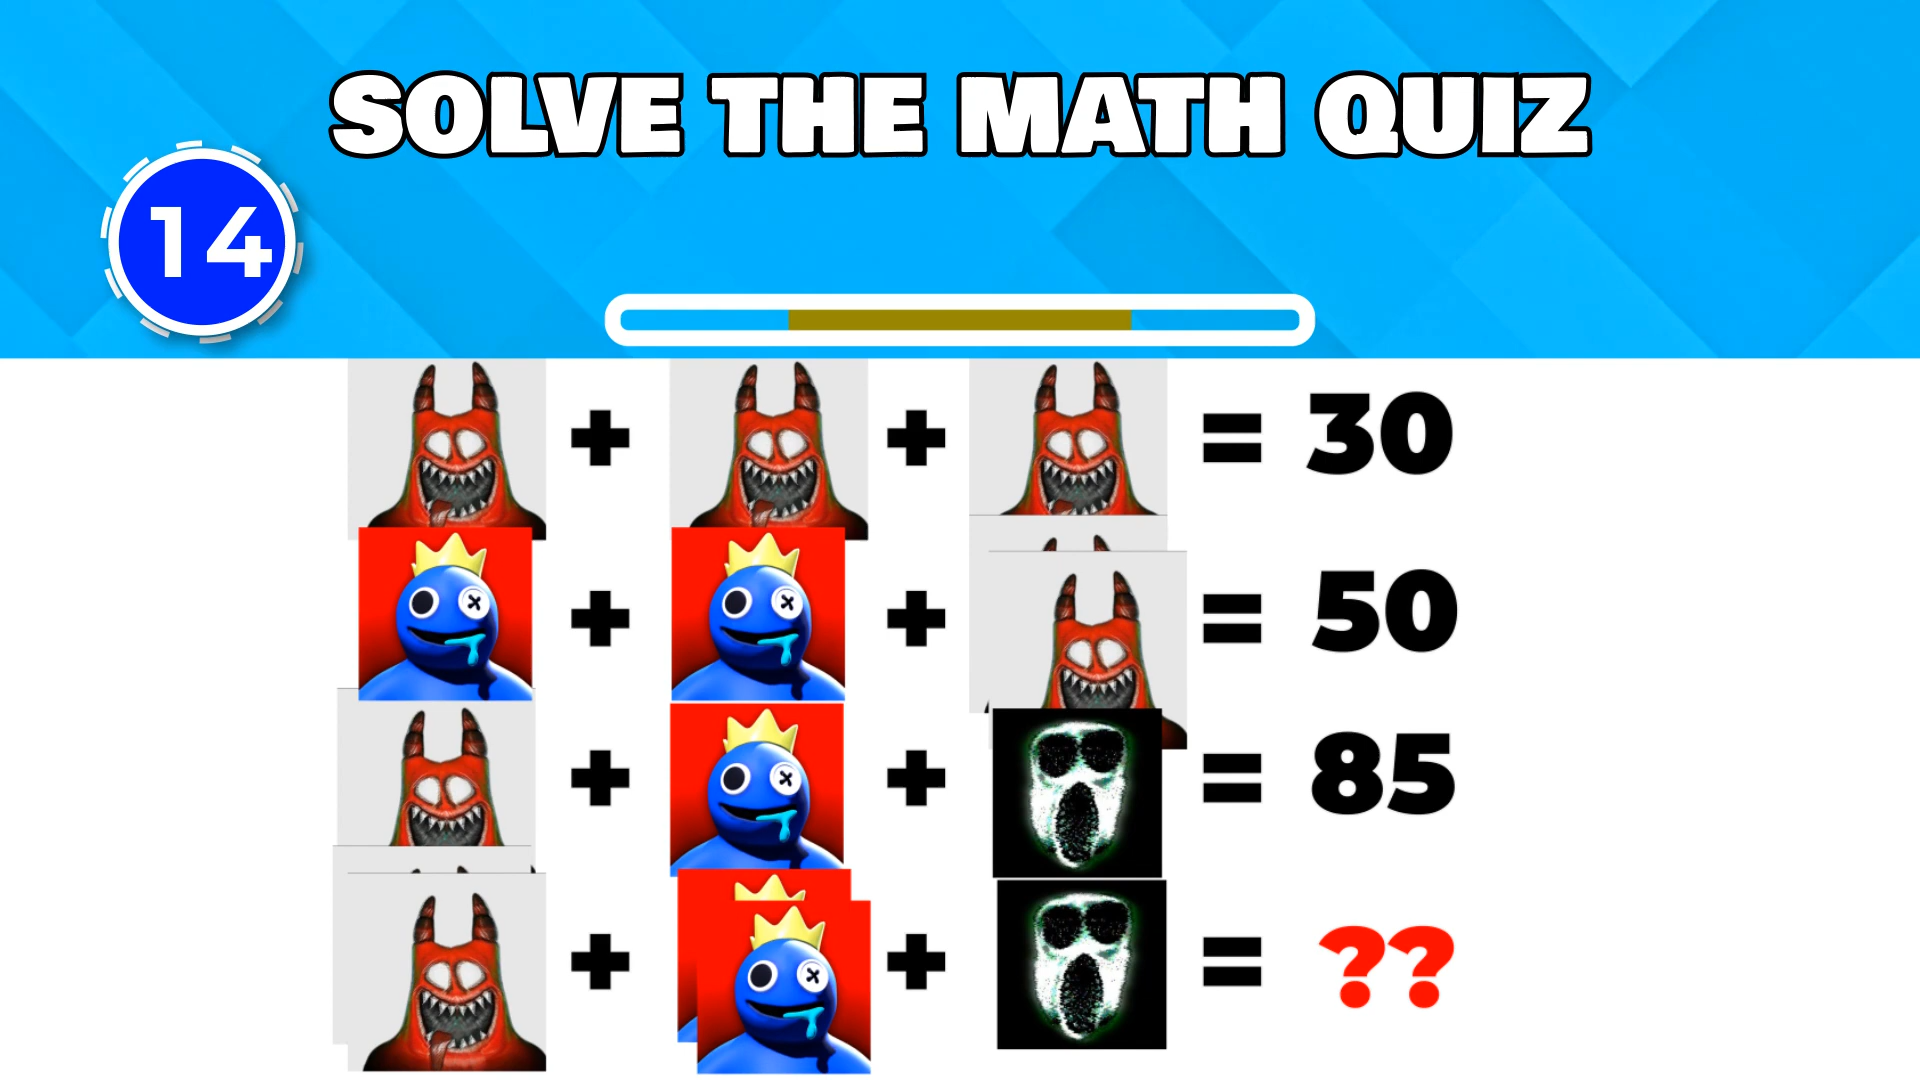 SOLVE THE MATH QUIZ
14
+ + = 30
+ + = 50
+ + = 85
+ + = ??